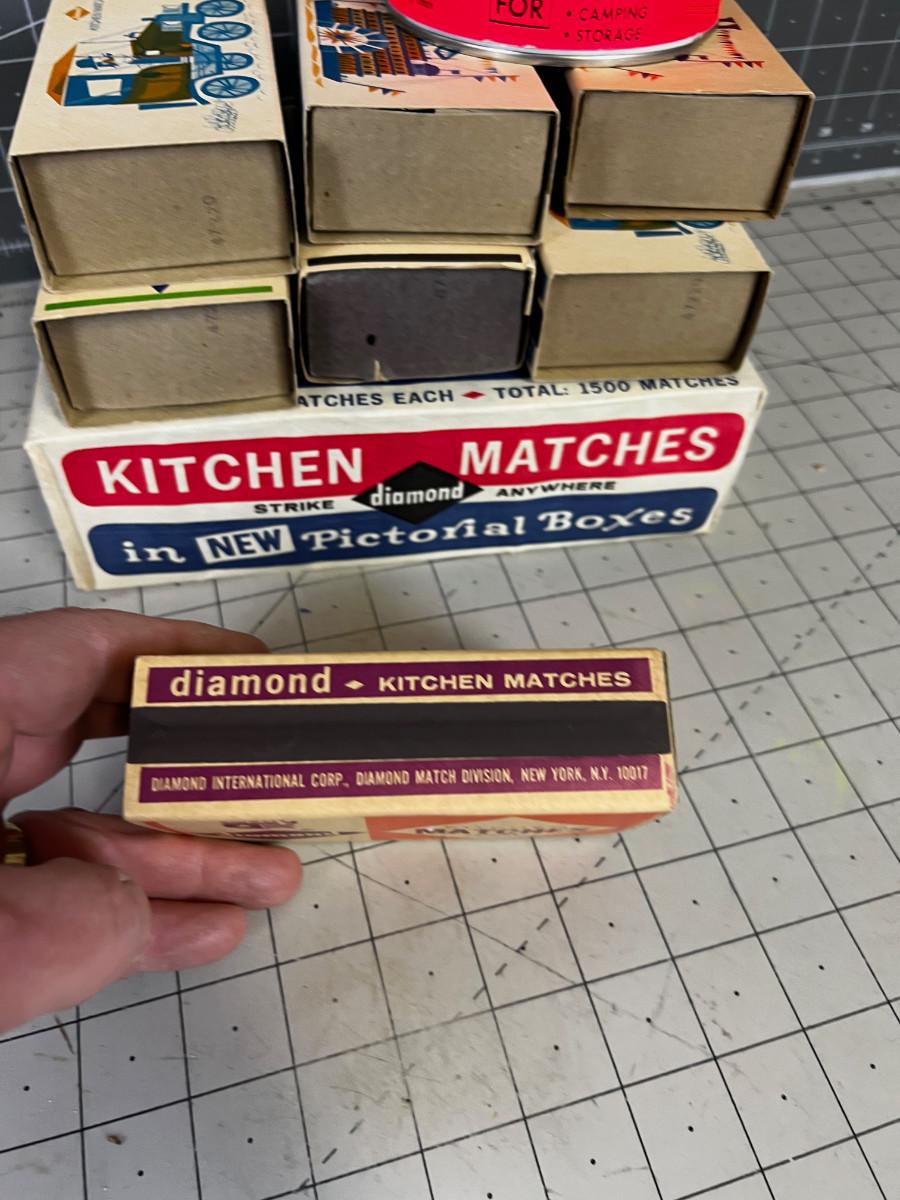 FOR
• CAMPING
• STORAGE
ATCHES EACH ♦ TOTAL: 1500 MATCHES
KITCHEN MATCHES
STRIKE diamond ANYWHERE
in NEW Pictorial Boxes
diamond ♦ KITCHEN MATCHES
DIAMOND INTERNATIONAL CORP., DIAMOND MATCH DIVISION, NEW YORK, N.Y. 10017
MATCHES